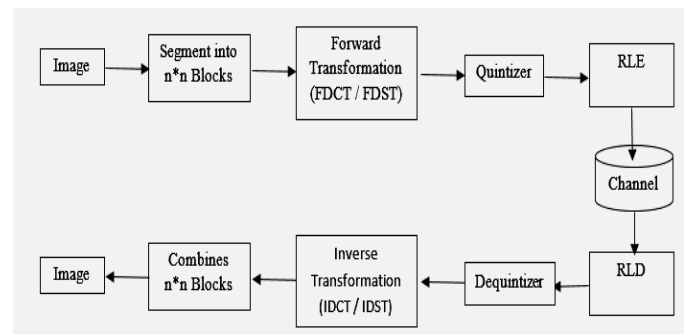 Image
Segment into
n*n Blocks
Forward
Transformation
(FDCT / FDST)
Quintizer
RLE
Channel
RLD
Dequintizer
Inverse
Transformation
(IDCT / IDST)
Combines
n*n Blocks
Image